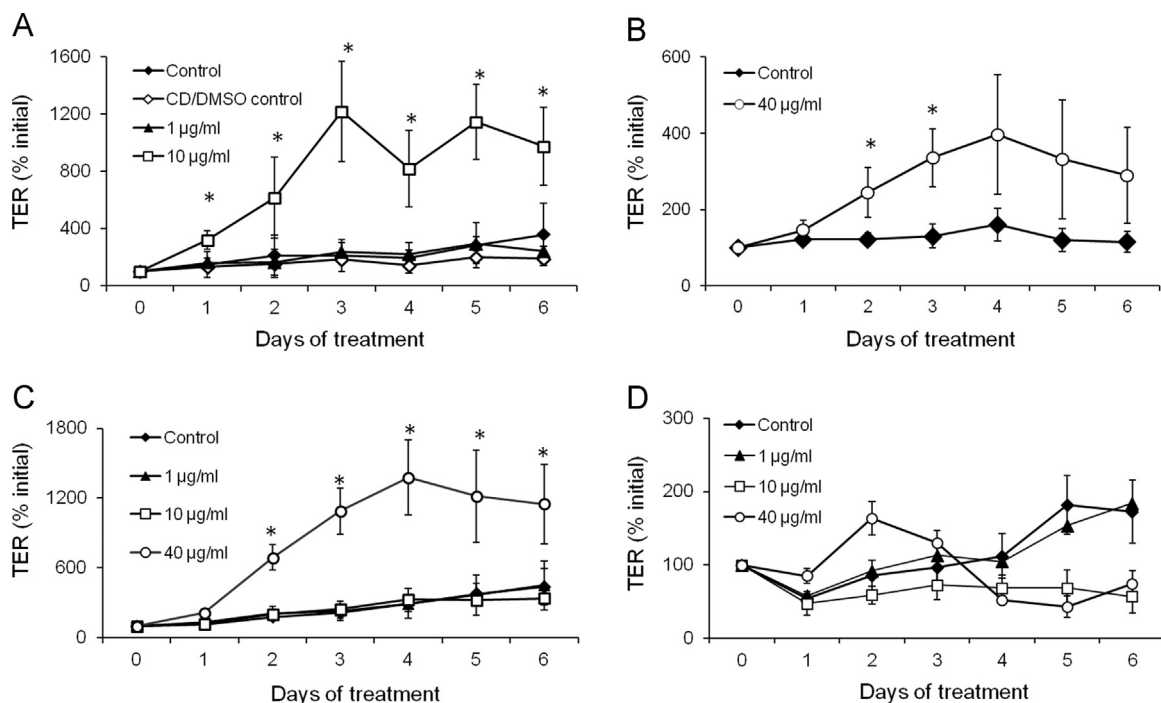 A
TER (% initial)
1600
1200
800
400
0
Control
CD/DMSO control
1 µg/ml
10 µg/ml
* * * * * *
0 1 2 3 4 5 6
Days of treatment
B
TER (% initial)
600
400
200
0
Control
40 µg/ml
* *
0 1 2 3 4 5 6
Days of treatment
C
TER (% initial)
1800
1200
600
0
Control
1 µg/ml
10 µg/ml
40 µg/ml
* * * * *
0 1 2 3 4 5 6
Days of treatment
D
TER (% initial)
300
200
100
0
Control
1 µg/ml
10 µg/ml
40 µg/ml
0 1 2 3 4 5 6
Days of treatment